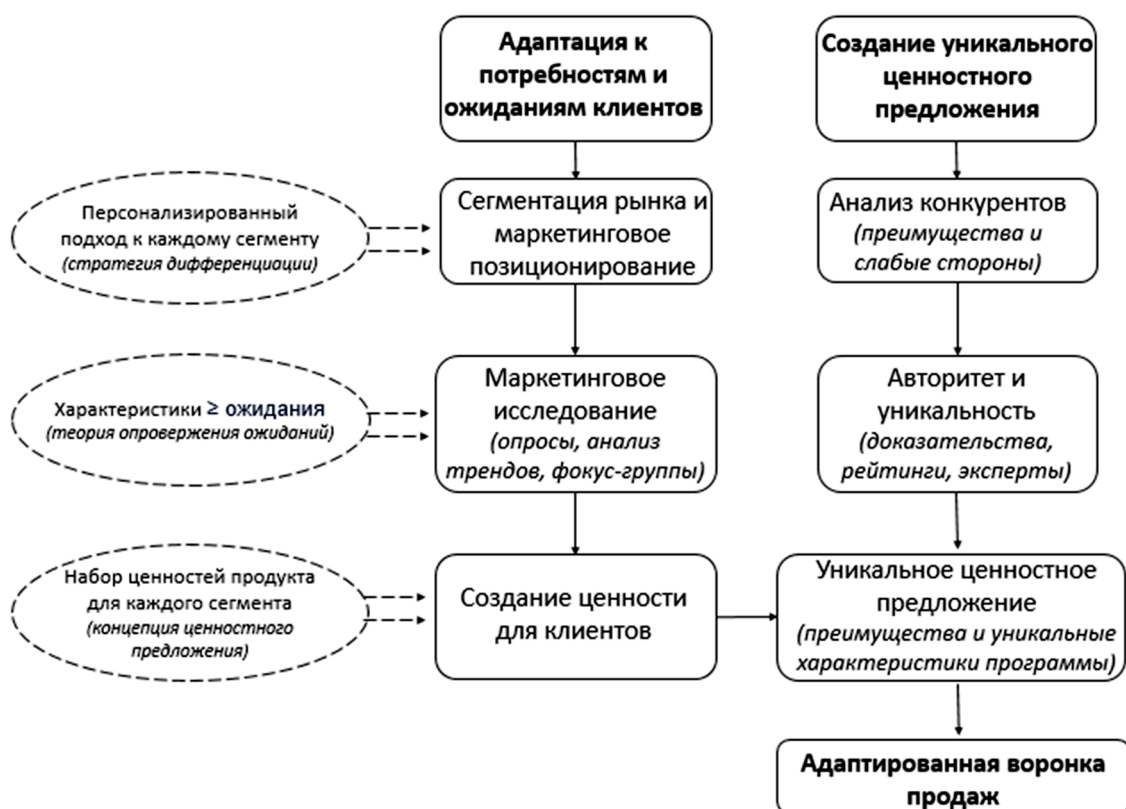 Адаптация к
потребностям и
ожиданиям клиентов
Создание уникального
ценностного
предложения
Персонализированный
подход к каждому сегменту
(стратегия дифференциации)
Сегментация рынка и
маркетинговое
позиционирование
Анализ конкурентов
(преимущества и
слабые стороны)
Характеристики ≥ ожидания
(теория опровержения ожиданий)
Маркетинговое
исследование
(опросы, анализ
трендов, фокус-группы)
Авторитет и
уникальность
(доказательства,
рейтинги, эксперты)
Набор ценностей продукта
для каждого сегмента
(концепция ценностного
предложения)
Создание ценности
для клиентов
Уникальное ценностное
предложение
(преимущества и уникальные
характеристики программы)
Адаптированная воронка
продаж